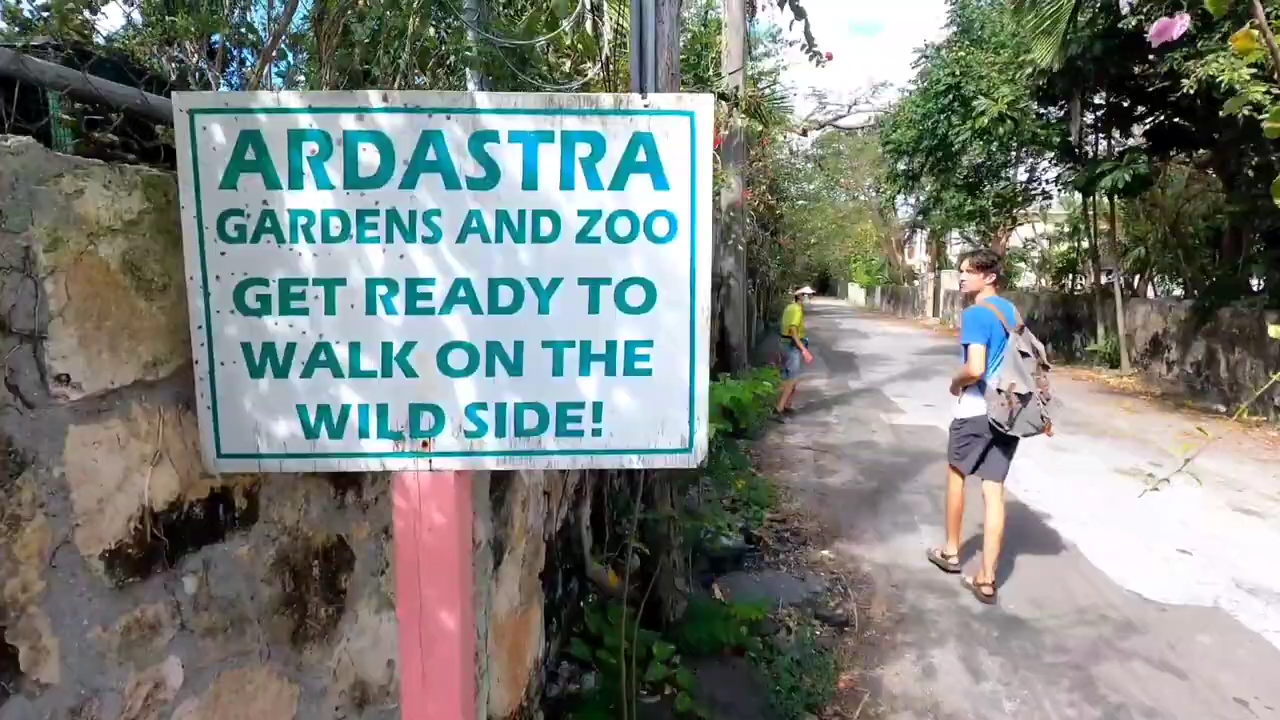 ARDASTRA
GARDENS AND ZOO
GET READY TO
WALK ON THE
WILD SIDE!